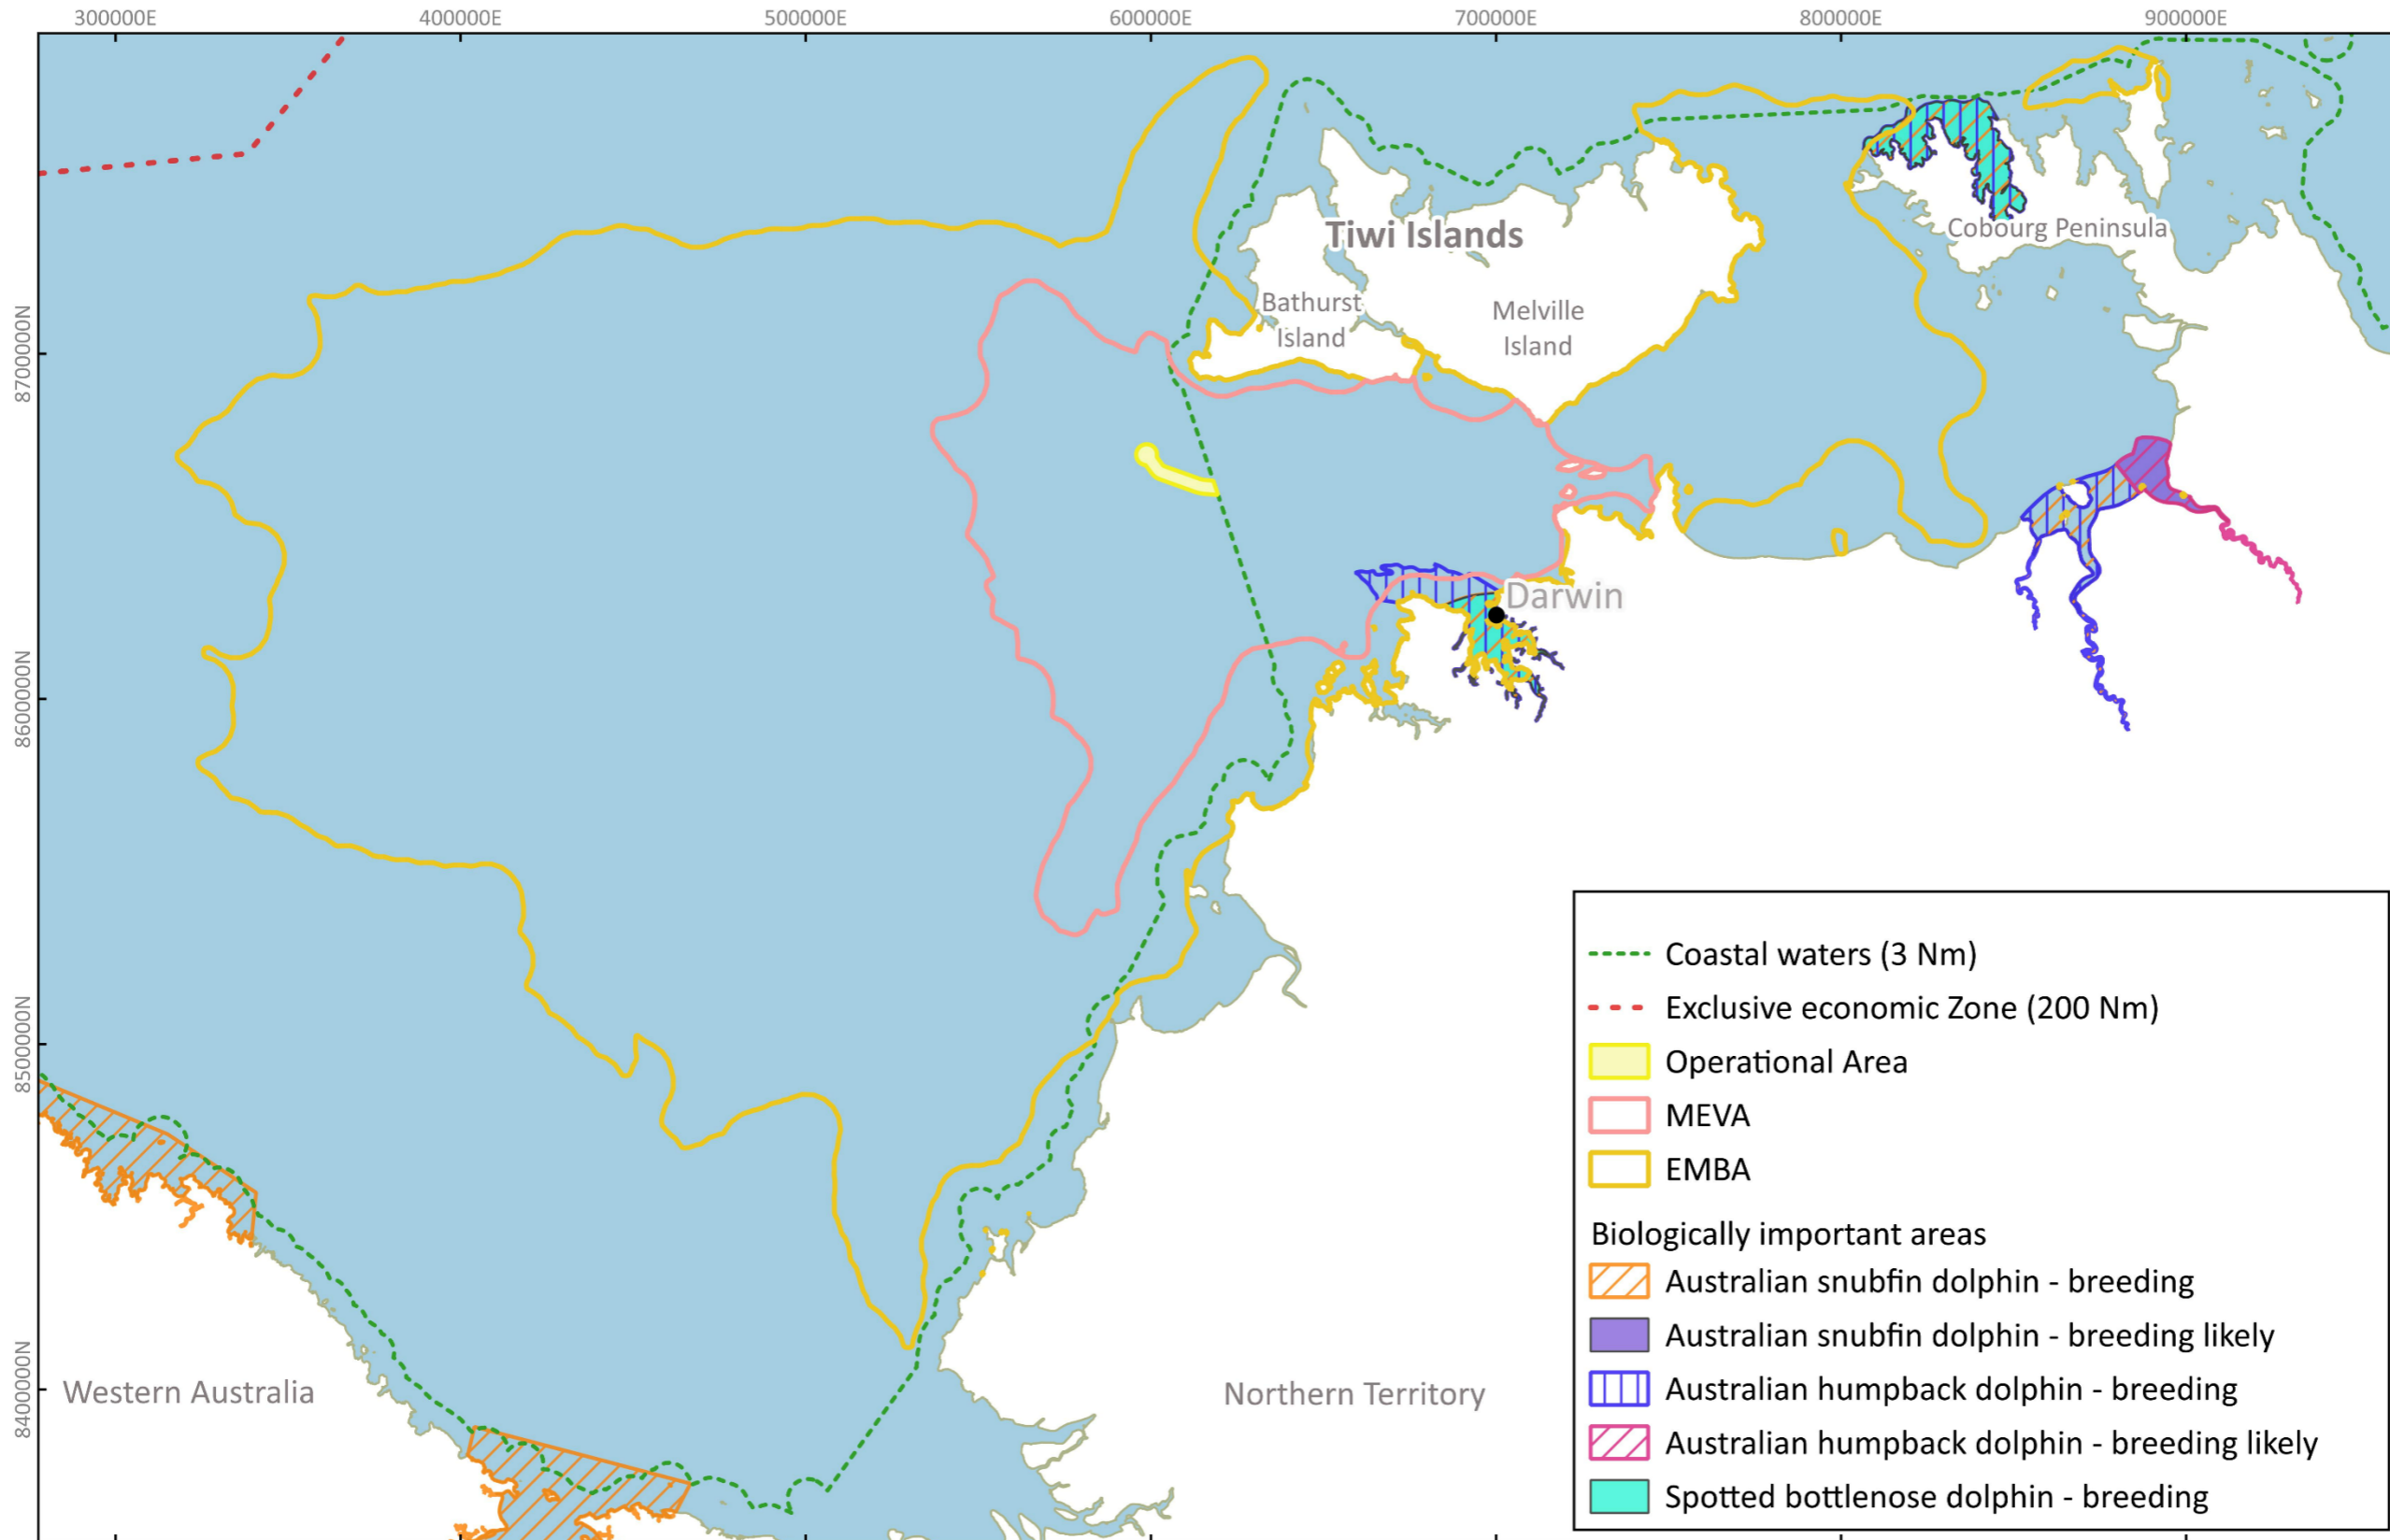 300000E
400000E
500000E
600000E
700000E
800000E
900000E
8700000N
8600000N
8500000N
8400000N
Tiwi Islands
Cobourg Peninsula
Bathurst
Island
Melville
Island
Darwin
Western Australia
Northern Territory
Coastal waters (3 Nm)
Exclusive economic Zone (200 Nm)
Operational Area
MEVA
EMBA
Biologically important areas
Australian snubfin dolphin - breeding
Australian snubfin dolphin - breeding likely
Australian humpback dolphin - breeding
Australian humpback dolphin - breeding likely
Spotted bottlenose dolphin - breeding